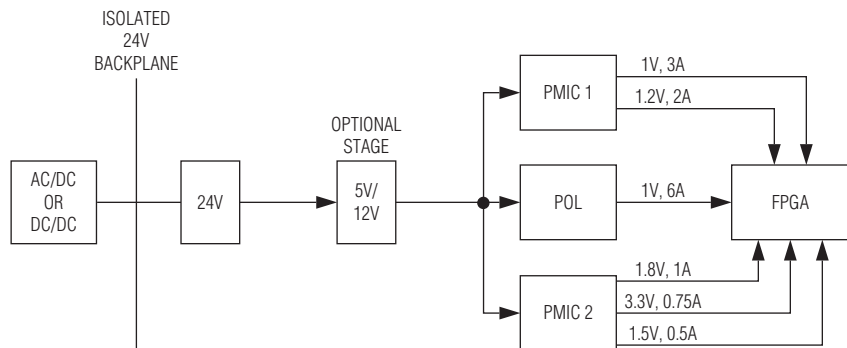 ISOLATED
24V
BACKPLANE
AC/DC
OR
DC/DC
24V
OPTIONAL
STAGE
5V/
12V
PMIC 1
1V, 3A
1.2V, 2A
POL
1V, 6A
FPGA
PMIC 2
1.8V, 1A
3.3V, 0.75A
1.5V, 0.5A